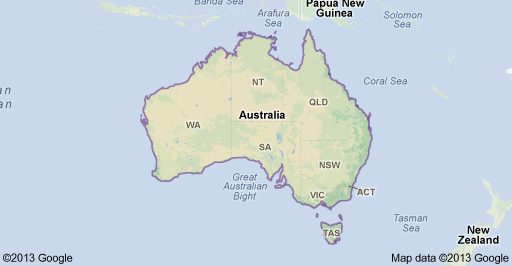 Banda Sea
Arafura
Sea
Papua New
Guinea
Solomon
Sea
Coral Sea
NT
QLD
Australia
WA
SA
NSW
Great
Australian
Bight
VIC
ACT
Tasman
Sea
TAS
New
Zealand
©2013 Google
Map data ©2013 Google